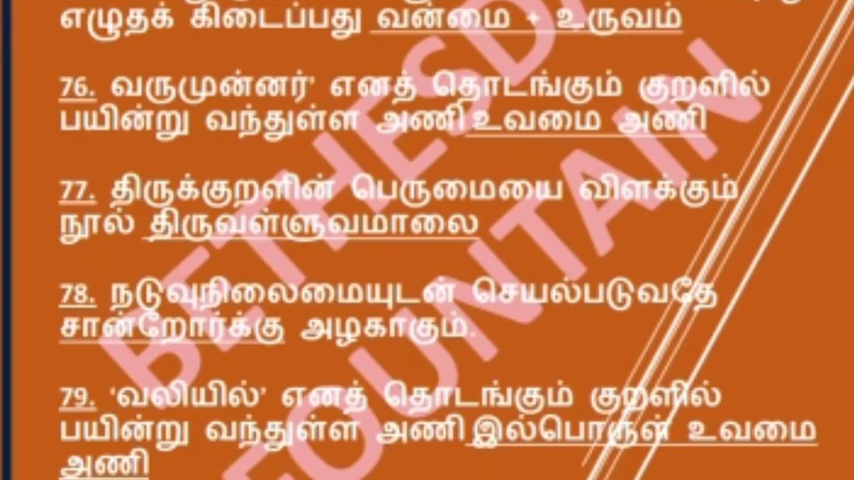 எழுதக் கிடைப்பது வன்மை + உருவம்
76. வருமுன்னர்' எனத் தொடங்கும் குறளில்
பயின்று வந்துள்ள அணி உவமை அணி
77. திருக்குறளின் பெருமையை விளக்கும்
நூல் திருவள்ளுவமாலை
78. நடுவுநிலைமையுடன் செயல்படுவதே
சான்றோர்க்கு அழகாகும்.
79. 'வலியில்' எனத் தொடங்கும் குறளில்
பயின்று வந்துள்ள அணி இல்பொருள் உவமை
அணி
BETHESDA
FOUNTAIN